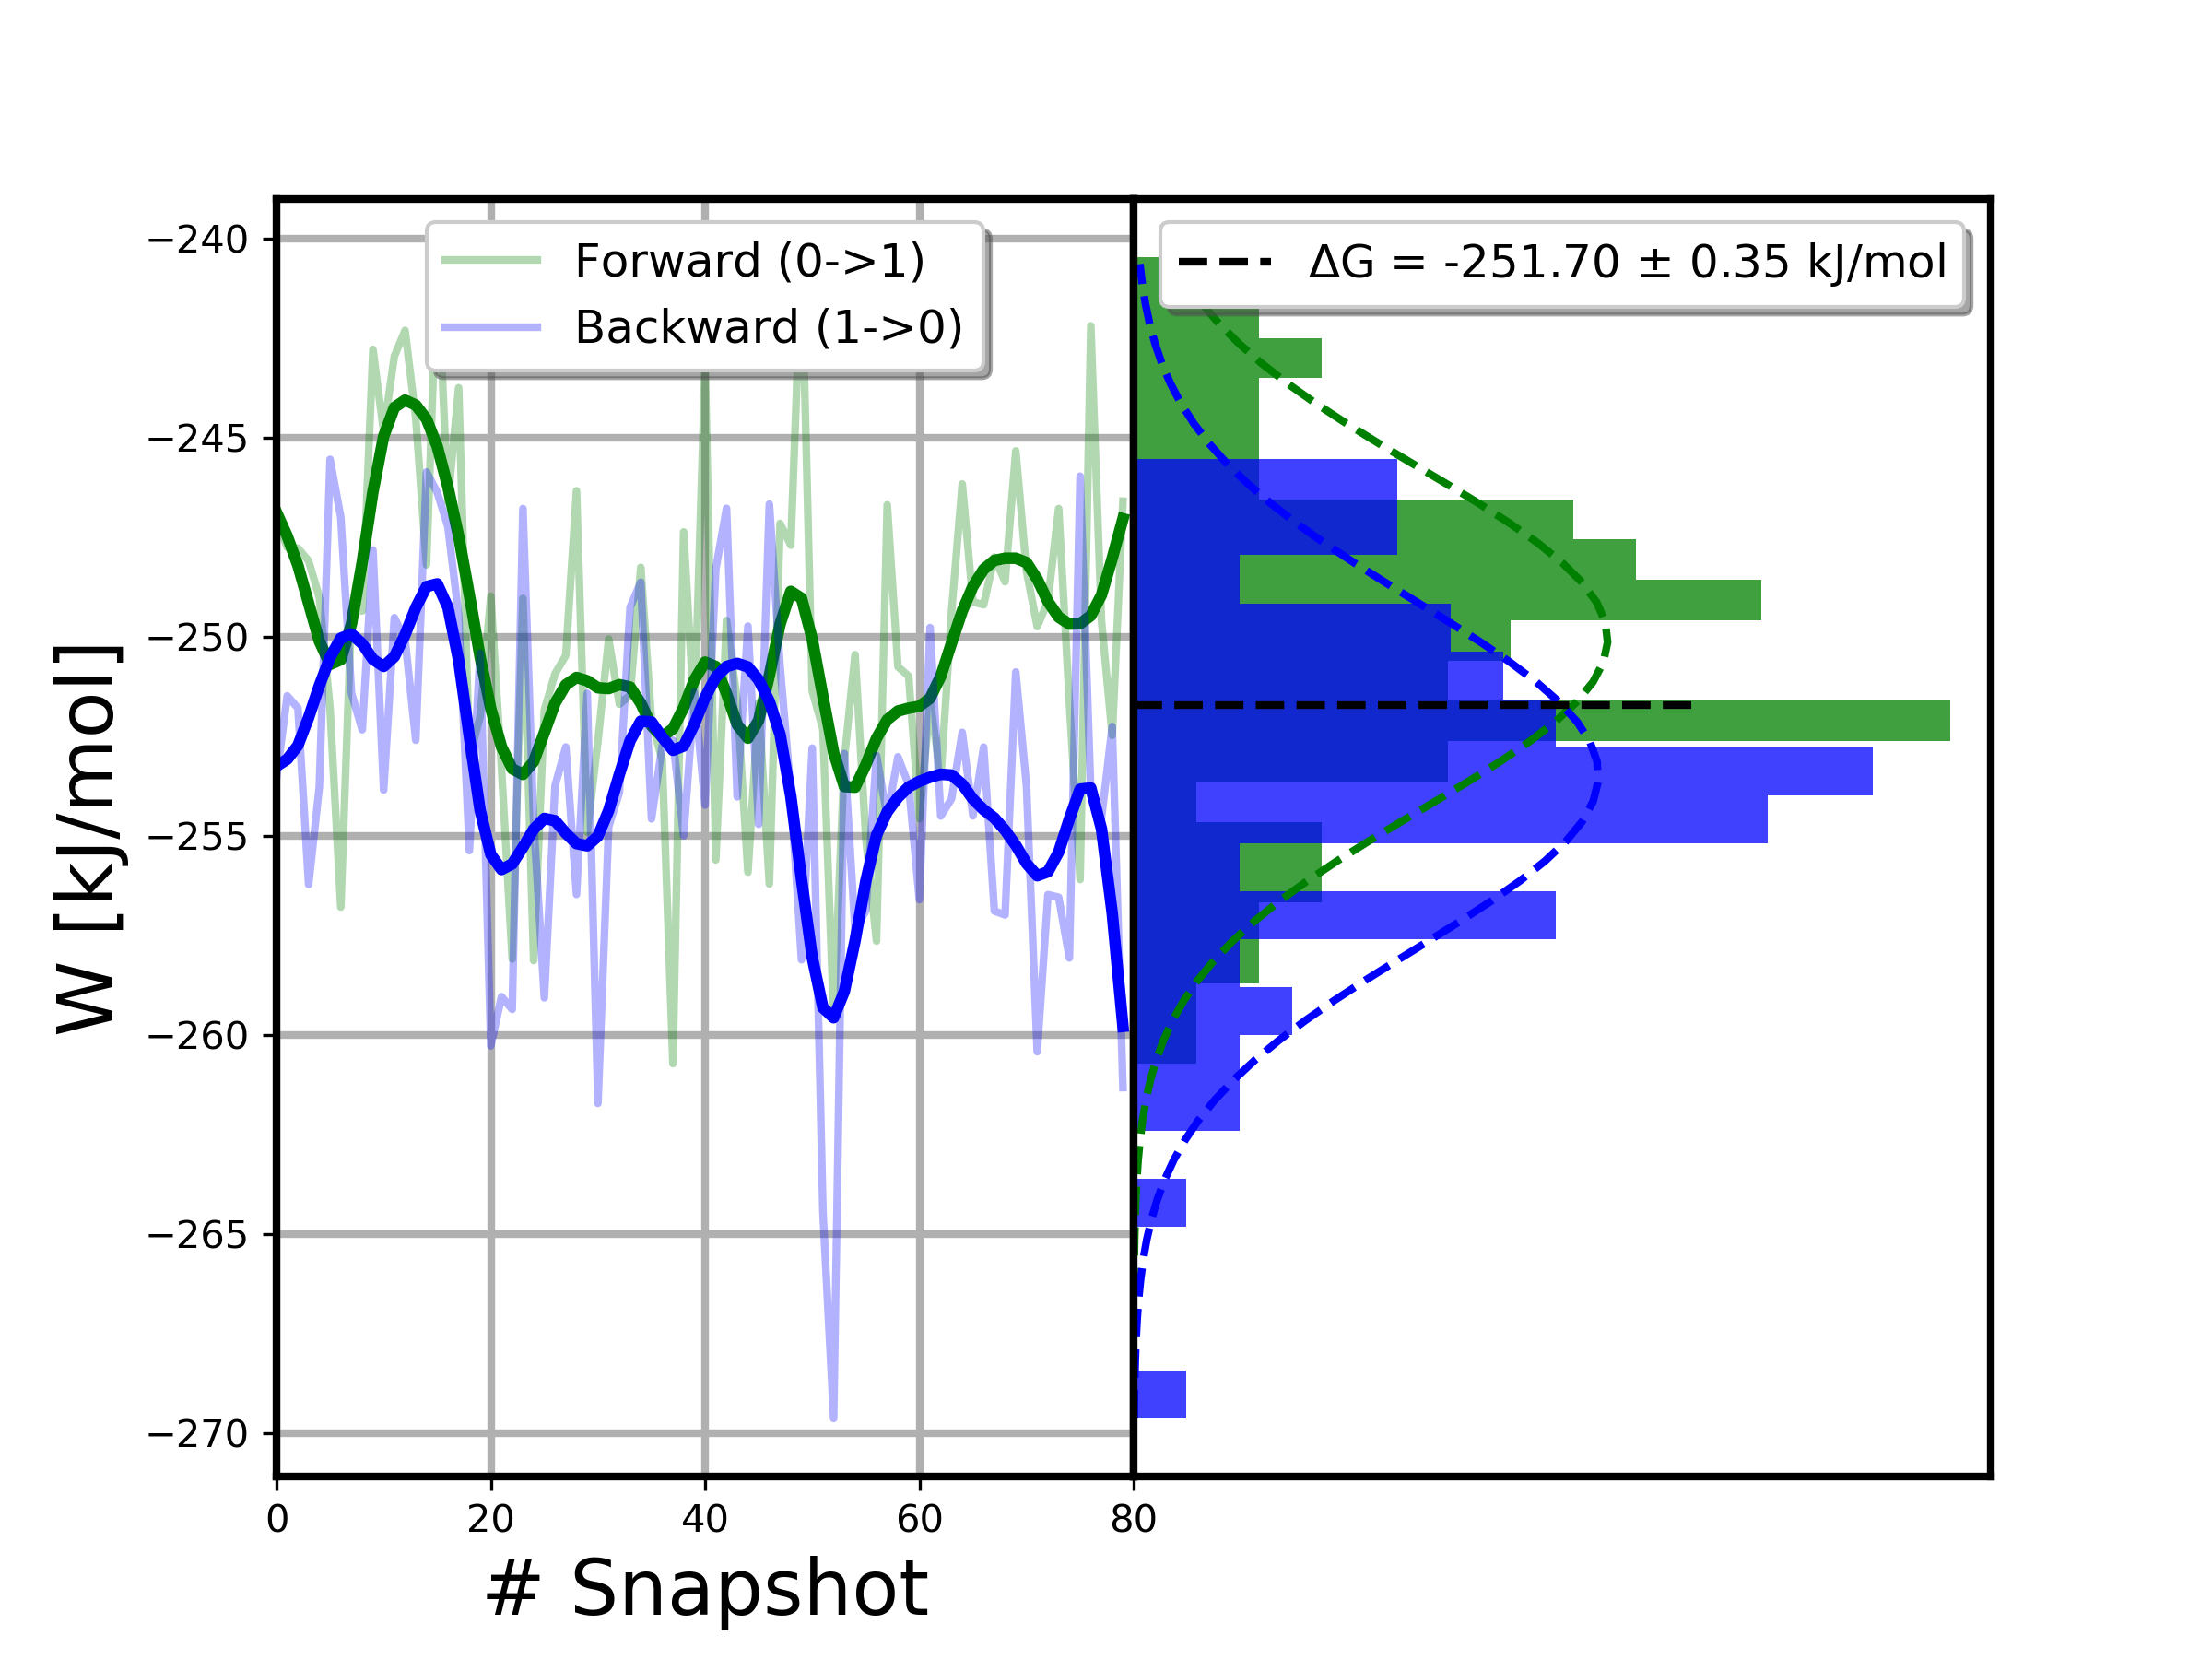 Forward (0->1)
Backward (1->0)
ΔG = -251.70 ± 0.35 kJ/mol
W [kJ/mol]
−240
−245
−250
−255
−260
−265
−270
0 20 40 60 80
# Snapshot